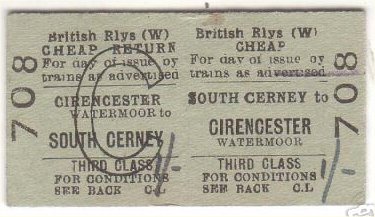 708
British Rlys (W)
CHEAP RETURN
For day of issue by
trains as advertised
CIRENCESTER
WATERMOOR to
SOUTH CERNEY
THIRD CLASS
FOR CONDITIONS
SEE BACK C.L
C
1/-
British Rlys (W)
CHEAP
For day of issue by
trains as advertised
SOUTH CERNEY to
CIRENCESTER
WATERMOOR
THIRD CLASS
FOR CONDITIONS
SEE BACK C.L
1/-
708